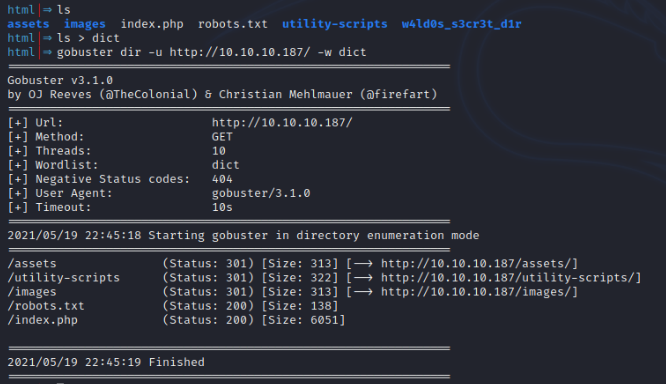 html|⇒ ls
assets images index.php robots.txt utility-scripts w4ld0s_s3cr3t_d1r
html|⇒ ls > dict
html|⇒ gobuster dir -u http://10.10.10.187/ -w dict
===============================================================
Gobuster v3.1.0
by OJ Reeves (@TheColonial) & Christian Mehlmauer (@firefart)
===============================================================
[+] Url: http://10.10.10.187/
[+] Method: GET
[+] Threads: 10
[+] Wordlist: dict
[+] Negative Status codes: 404
[+] User Agent: gobuster/3.1.0
[+] Timeout: 10s
===============================================================
2021/05/19 22:45:18 Starting gobuster in directory enumeration mode
===============================================================
/assets (Status: 301) [Size: 313] [--> http://10.10.10.187/assets/]
/utility-scripts (Status: 301) [Size: 322] [--> http://10.10.10.187/utility-scripts/]
/images (Status: 301) [Size: 313] [--> http://10.10.10.187/images/]
/robots.txt (Status: 200) [Size: 138]
/index.php (Status: 200) [Size: 6051]
===============================================================
2021/05/19 22:45:19 Finished
===============================================================